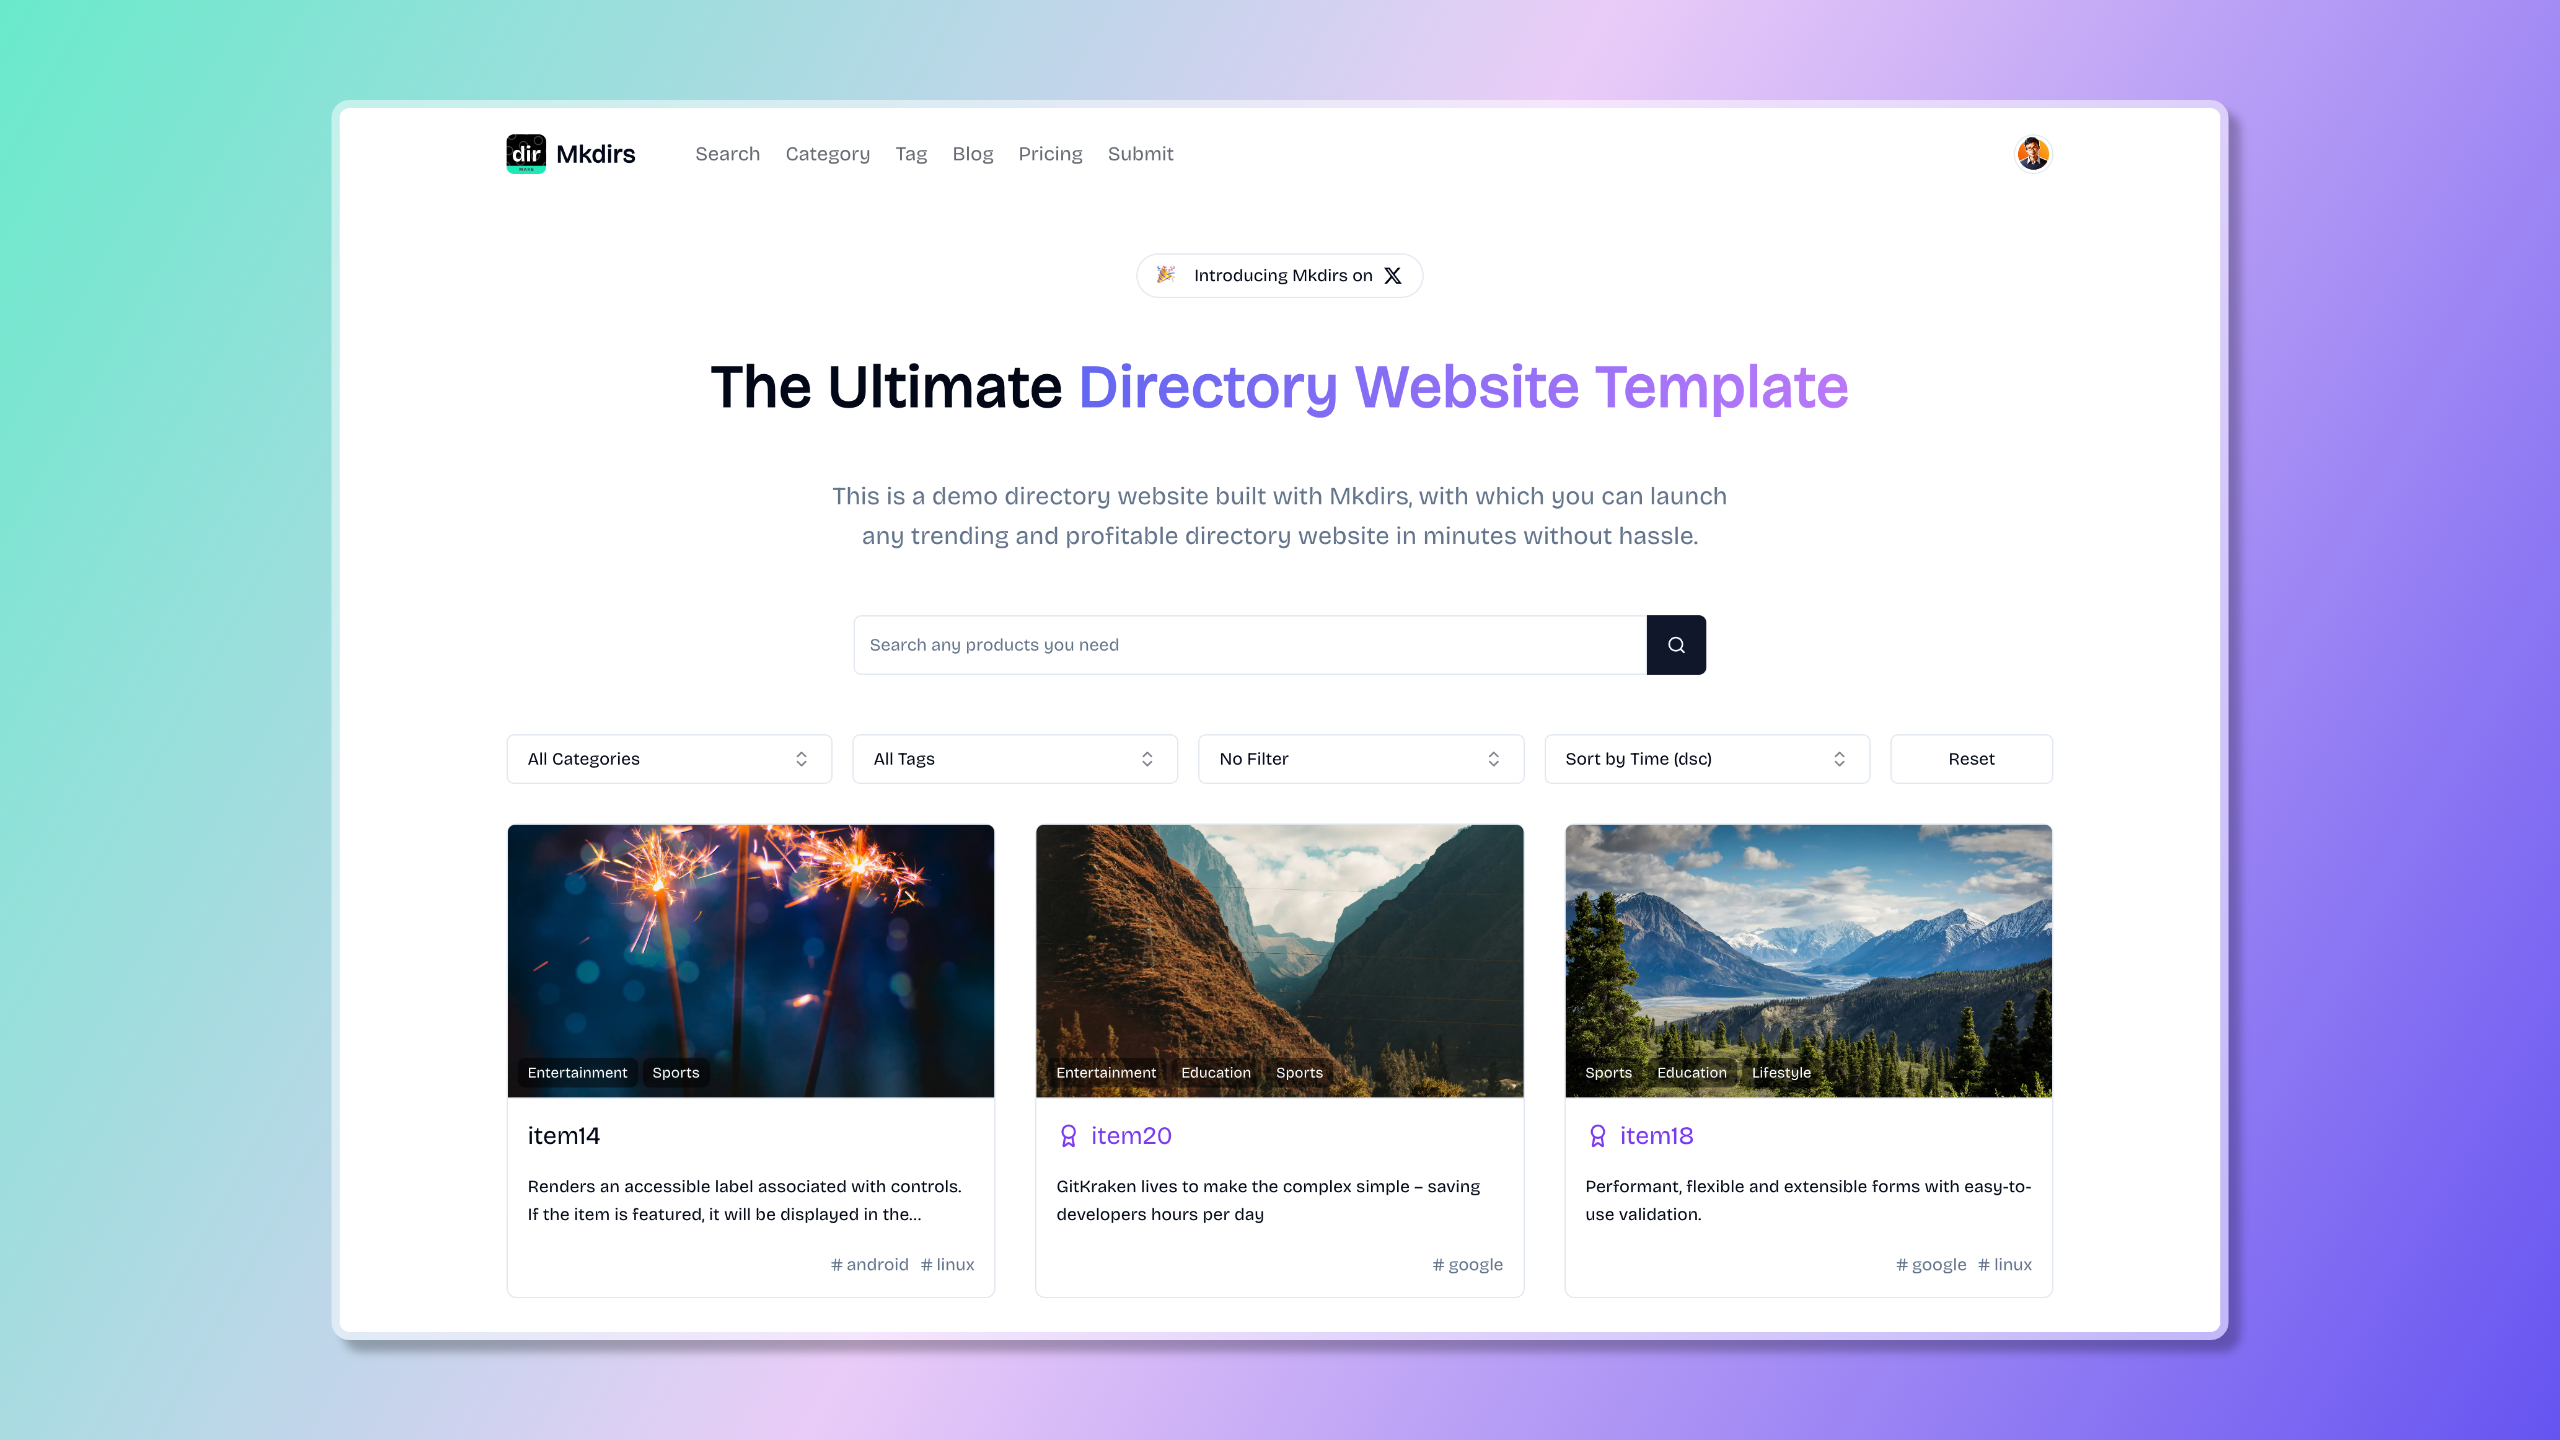 dir
MAKE
Mkdirs
Search Category Tag Blog Pricing Submit
Introducing Mkdirs on X
The Ultimate Directory Website Template
This is a demo directory website built with Mkdirs, with which you can launch
any trending and profitable directory website in minutes without hassle.
Search any products you need
All Categories
All Tags
No Filter
Sort by Time (dsc)
Reset
Entertainment Sports
item14
Renders an accessible label associated with controls.
If the item is featured, it will be displayed in the...
# android # linux
Entertainment Education Sports
item20
GitKraken lives to make the complex simple – saving
developers hours per day
# google
Sports Education Lifestyle
item18
Performant, flexible and extensible forms with easy-to-
use validation.
# google # linux